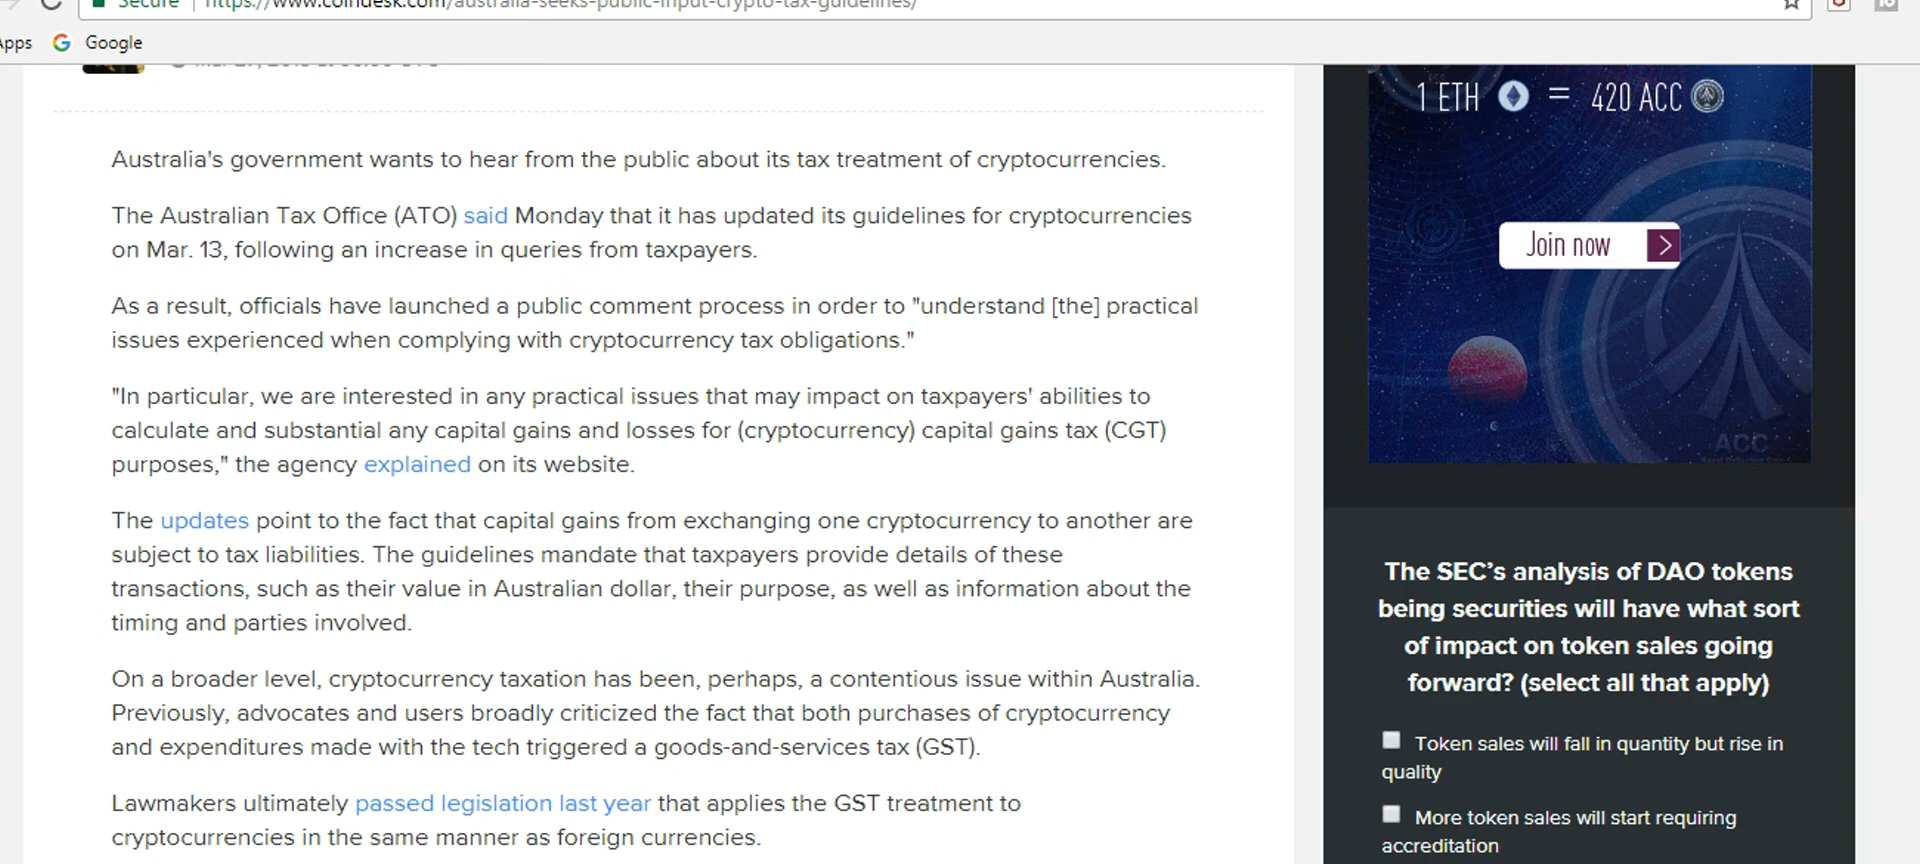 Secure https://www.coindesk.com/australia-seeks-public-input-crypto-tax-guidelines/
Apps Google
Australia's government wants to hear from the public about its tax treatment of cryptocurrencies.
The Australian Tax Office (ATO) said Monday that it has updated its guidelines for cryptocurrencies
on Mar. 13, following an increase in queries from taxpayers.
As a result, officials have launched a public comment process in order to "understand [the] practical
issues experienced when complying with cryptocurrency tax obligations."
"In particular, we are interested in any practical issues that may impact on taxpayers' abilities to
calculate and substantial any capital gains and losses for (cryptocurrency) capital gains tax (CGT)
purposes," the agency explained on its website.
The updates point to the fact that capital gains from exchanging one cryptocurrency to another are
subject to tax liabilities. The guidelines mandate that taxpayers provide details of these
transactions, such as their value in Australian dollar, their purpose, as well as information about the
timing and parties involved.
On a broader level, cryptocurrency taxation has been, perhaps, a contentious issue within Australia.
Previously, advocates and users broadly criticized the fact that both purchases of cryptocurrency
and expenditures made with the tech triggered a goods-and-services tax (GST).
Lawmakers ultimately passed legislation last year that applies the GST treatment to
cryptocurrencies in the same manner as foreign currencies.
1 ETH = 420 ACC
Join now
ACC
The SEC's analysis of DAO tokens
being securities will have what sort
of impact on token sales going
forward? (select all that apply)
Token sales will fall in quantity but rise in
quality
More token sales will start requiring
accreditation